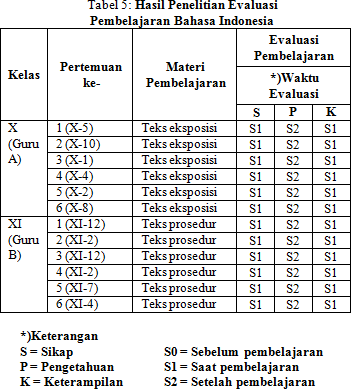 Tabel 5: Hasil Penelitian Evaluasi
Pembelajaran Bahasa Indonesia
Kelas Pertemuan ke- Materi Pembelajaran Evaluasi Pembelajaran
*)Waktu Evaluasi
S P K
X (Guru A) 1 (X-5) Teks eksposisi S1 S2 S1
2 (X-10) Teks eksposisi S1 S2 S1
3 (X-1) Teks eksposisi S1 S2 S1
4 (X-4) Teks eksposisi S1 S2 S1
5 (X-2) Teks eksposisi S1 S2 S1
6 (X-8) Teks eksposisi S1 S2 S1
XI (Guru B) 1 (XI-12) Teks prosedur S1 S2 S1
2 (XI-2) Teks prosedur S1 S2 S1
3 (XI-12) Teks prosedur S1 S2 S1
4 (XI-2) Teks prosedur S1 S2 S1
5 (XI-7) Teks prosedur S1 S2 S1
6 (XI-4) Teks prosedur S1 S2 S1
*)Keterangan
S = Sikap S0 = Sebelum pembelajaran
P = Pengetahuan S1 = Saat pembelajaran
K = Keterampilan S2 = Setelah pembelajaran